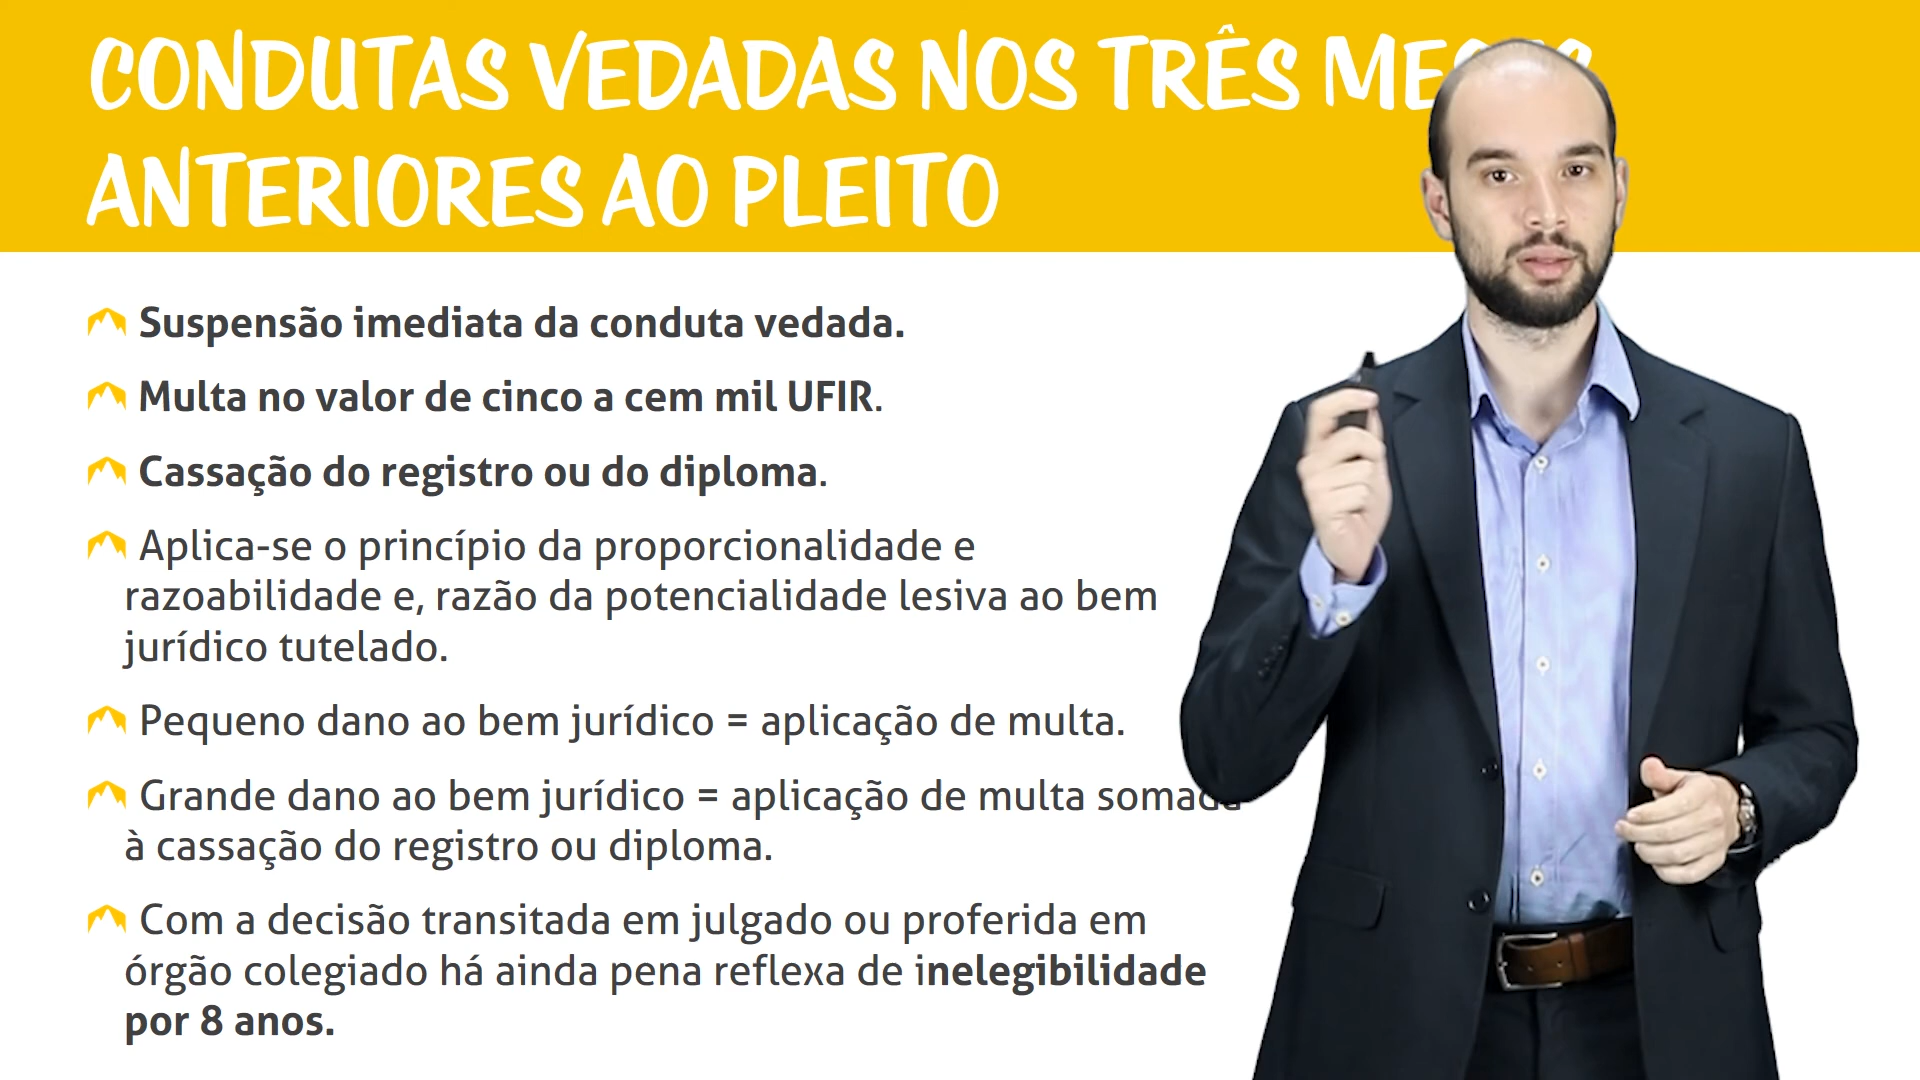 CONDUTAS VEDADAS NOS TRÊS
ANTERIORES AO PLEITO
Suspensão imediata da conduta vedada.
Multa no valor de cinco a cem mil UFIR.
Cassação do registro ou do diploma.
Aplica-se o princípio da proporcionalidade e
razoabilidade e, razão da potencialidade lesiva ao bem
jurídico tutelado.
Pequeno dano ao bem jurídico = aplicação de multa.
Grande dano ao bem jurídico = aplicação de multa somada
à cassação do registro ou diploma.
Com a decisão transitada em julgado ou proferida em
órgão colegiado há ainda pena reflexa de inelegibilidade
por 8 anos.